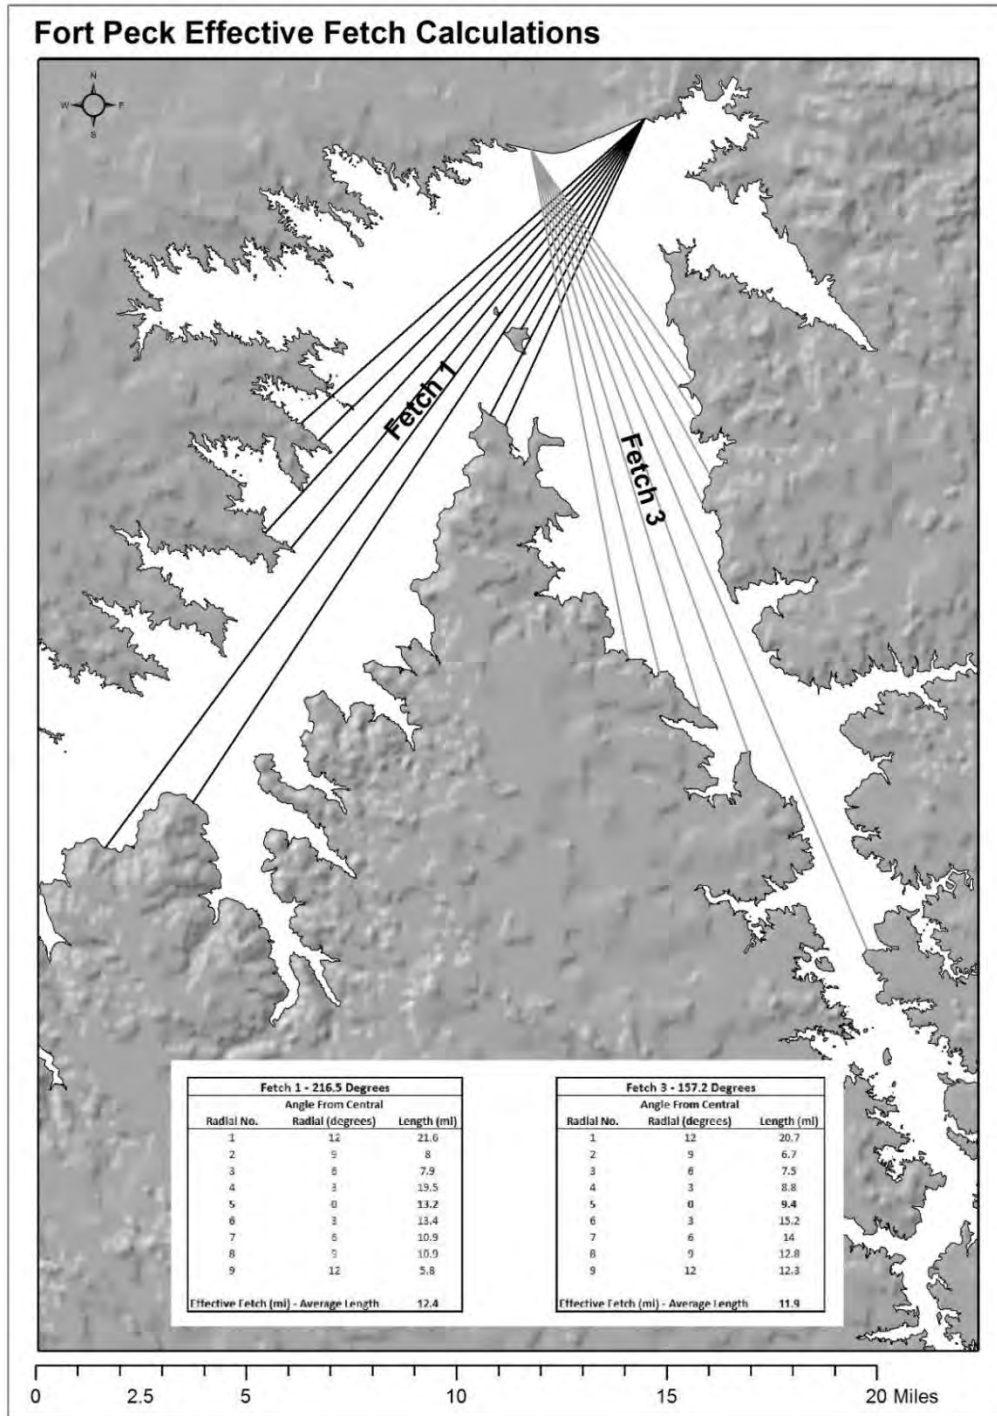 Fort Peck Effective Fetch Calculations
N
W E
S
Fetch 1
Fetch 3
Fetch 1 - 216.5 Degrees
Angle From Central
Radial No. Radial (degrees) Length (mi)
1 12 21.6
2 9 8
3 6 7.9
4 3 19.5
5 0 13.2
6 3 13.4
7 6 10.9
8 9 10.9
9 12 5.8
Effective Fetch (mi) - Average Length 12.4
Fetch 3 - 157.2 Degrees
Angle From Central
Radial No. Radial (degrees) Length (mi)
1 12 20.7
2 9 6.7
3 6 7.5
4 3 8.8
5 0 9.4
6 3 15.2
7 6 14
8 9 12.8
9 12 12.3
Effective Fetch (mi) - Average Length 11.9
0 2.5 5 10 15 20 Miles